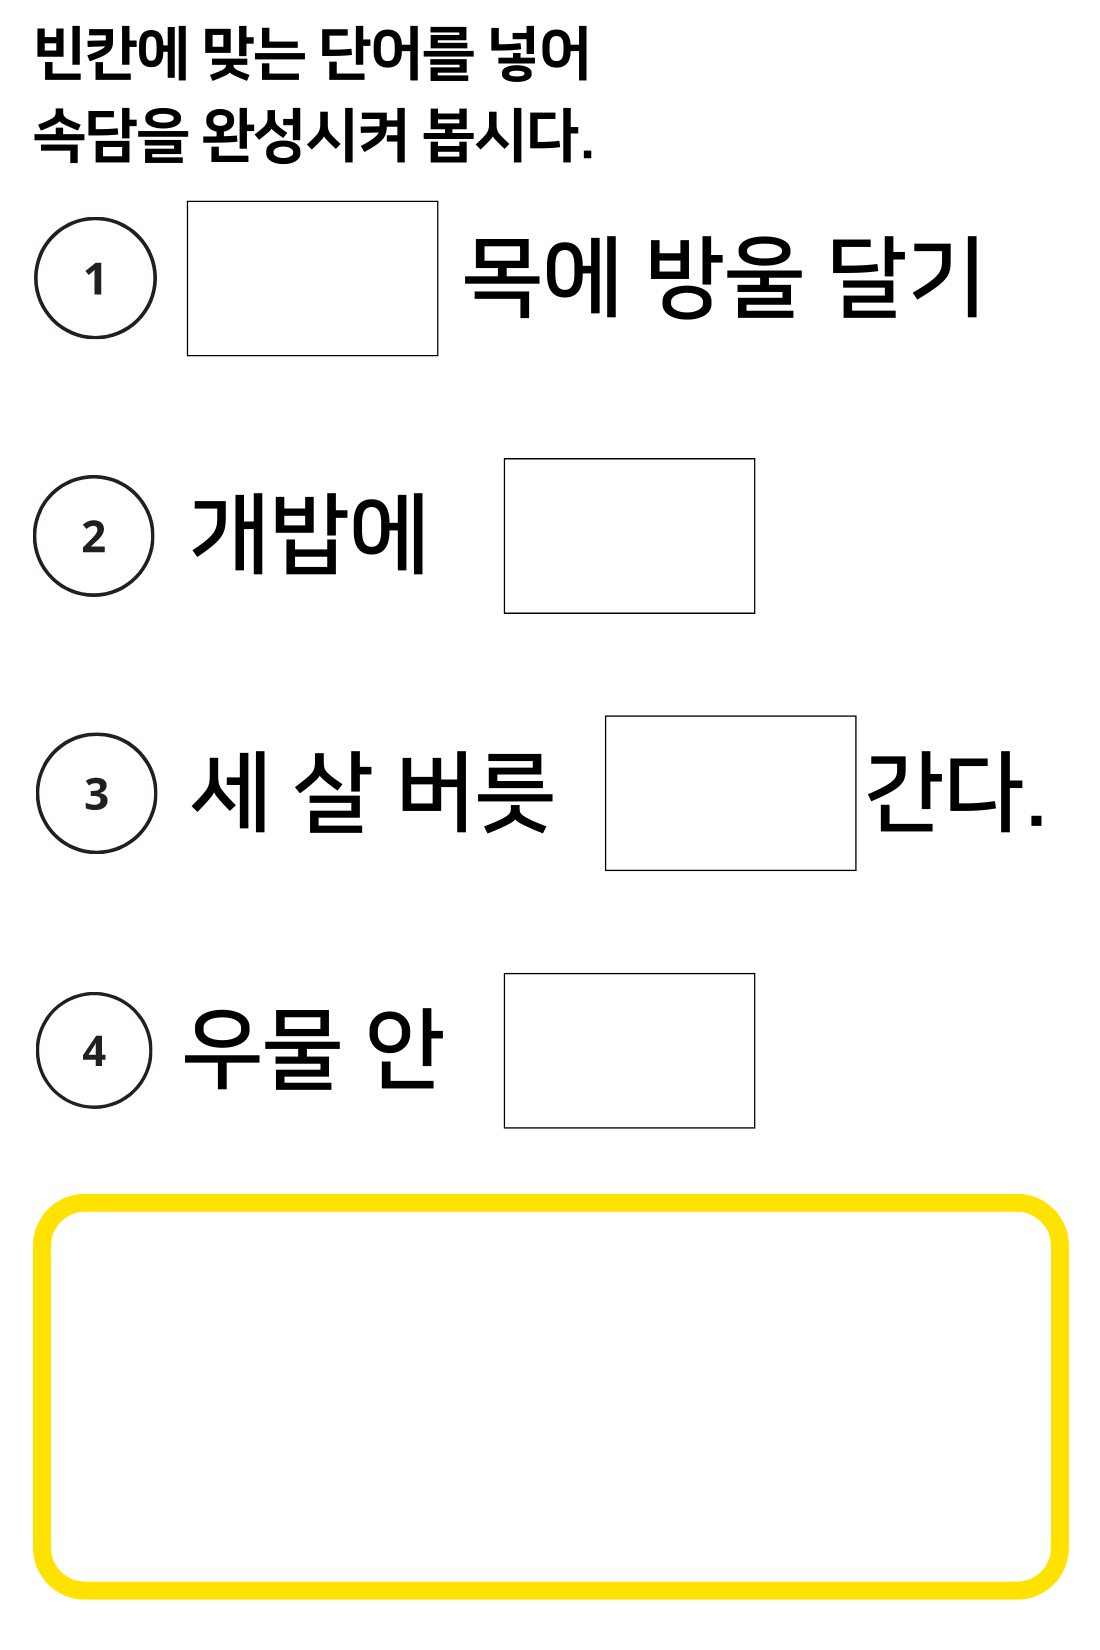 빈칸에 맞는 단어를 넣어
속담을 완성시켜 봅시다.
1 목에 방울 달기
2 개밥에
3 세 살 버릇 간다.
4 우물 안